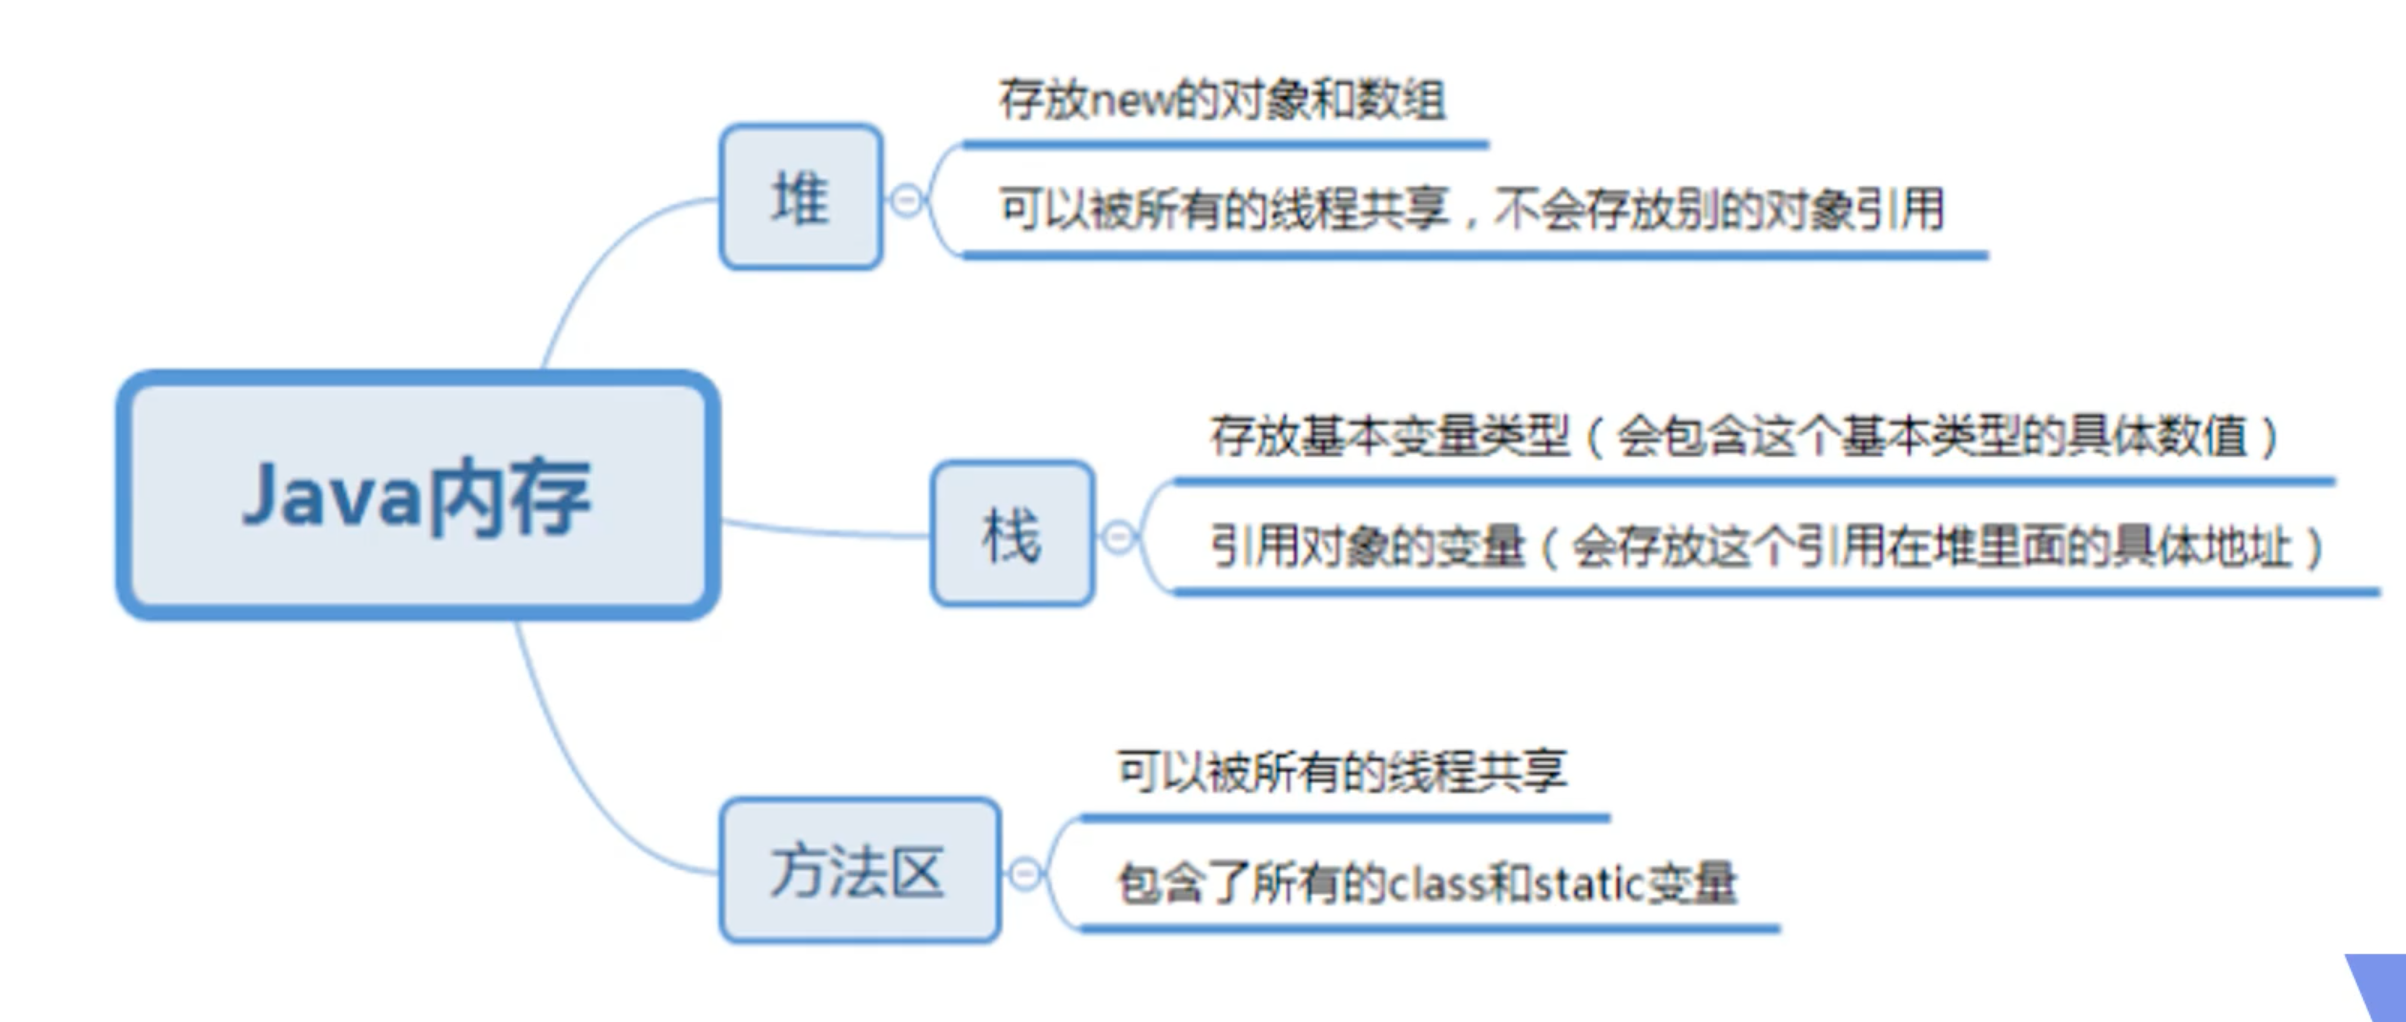 存放new的对象和数组
堆
可以被所有的线程共享，不会存放别的对象引用
存放基本变量类型（会包含这个基本类型的具体数值）
Java内存
栈
引用对象的变量（会存放这个引用在堆里面的具体地址）
可以被所有的线程共享
方法区
包含了所有的class和static变量